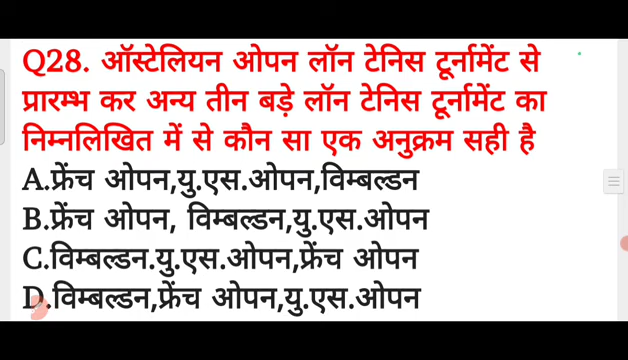 Q28. ऑस्टेलियन ओपन लॉन टेनिस टूर्नामेंट से
प्रारम्भ कर अन्य तीन बड़े लॉन टेनिस टूर्नामेंट का
निम्नलिखित में से कौन सा एक अनुक्रम सही है
A.फ्रेंच ओपन,यु.एस.ओपन,विम्बल्डन
B.फ्रेंच ओपन, विम्बल्डन,यु.एस.ओपन
C.विम्बल्डन.यु.एस.ओपन,फ्रेंच ओपन
D.विम्बल्डन,फ्रेंच ओपन,यु.एस.ओपन